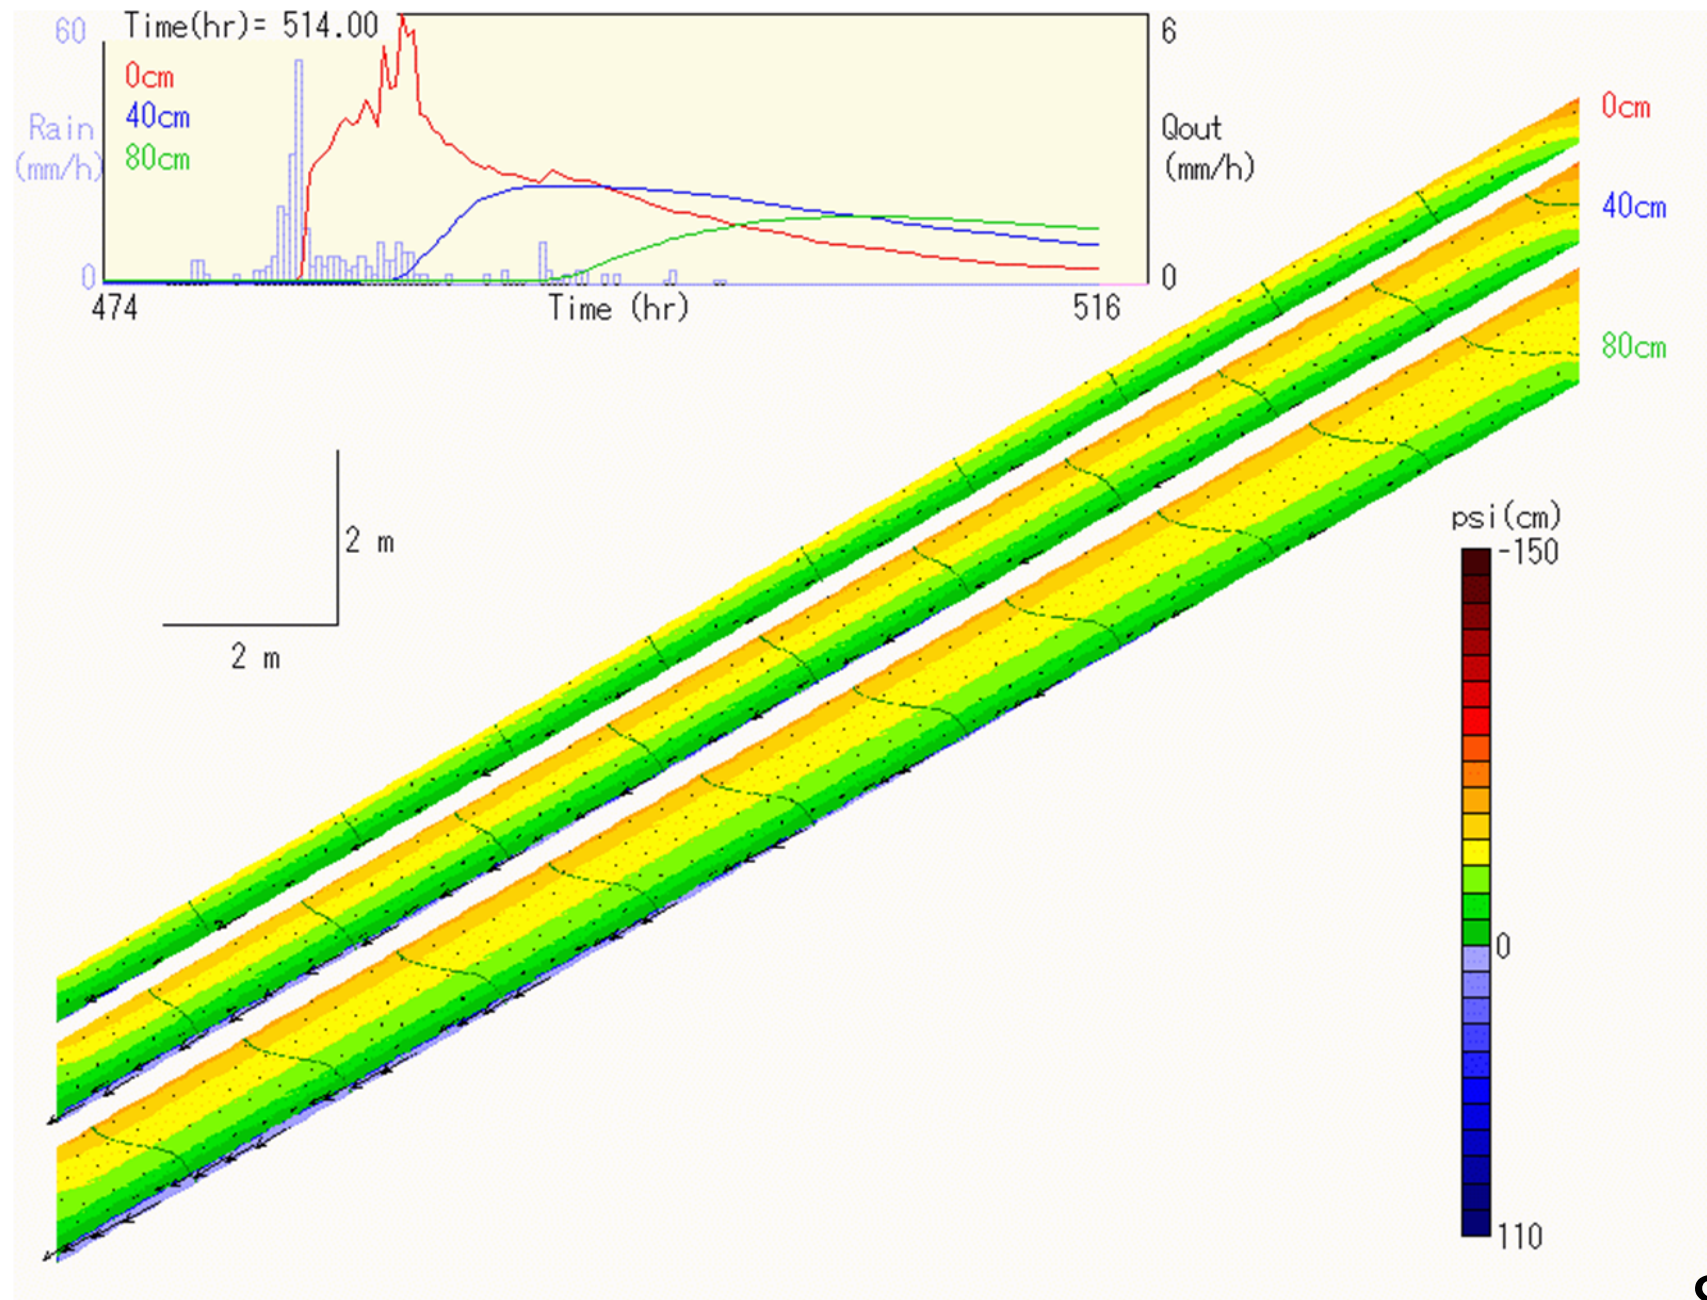 60
Time(hr)= 514.00
6
0cm
40cm
80cm
Rain
(mm/h)
Qout
(mm/h)
0
0
474
Time (hr)
516
0cm
40cm
80cm
2 m
2 m
psi(cm)
-150
0
110